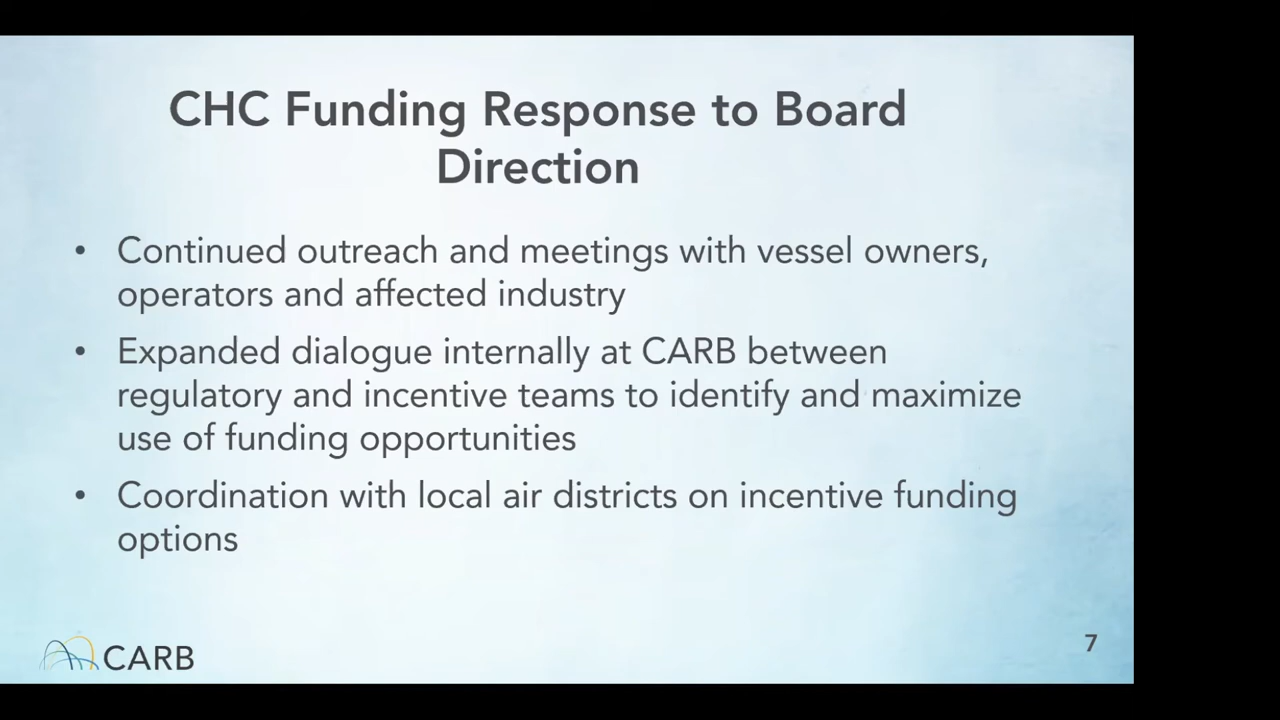 CHC Funding Response to Board
Direction
• Continued outreach and meetings with vessel owners,
operators and affected industry
• Expanded dialogue internally at CARB between
regulatory and incentive teams to identify and maximize
use of funding opportunities
• Coordination with local air districts on incentive funding
options
CARB
7